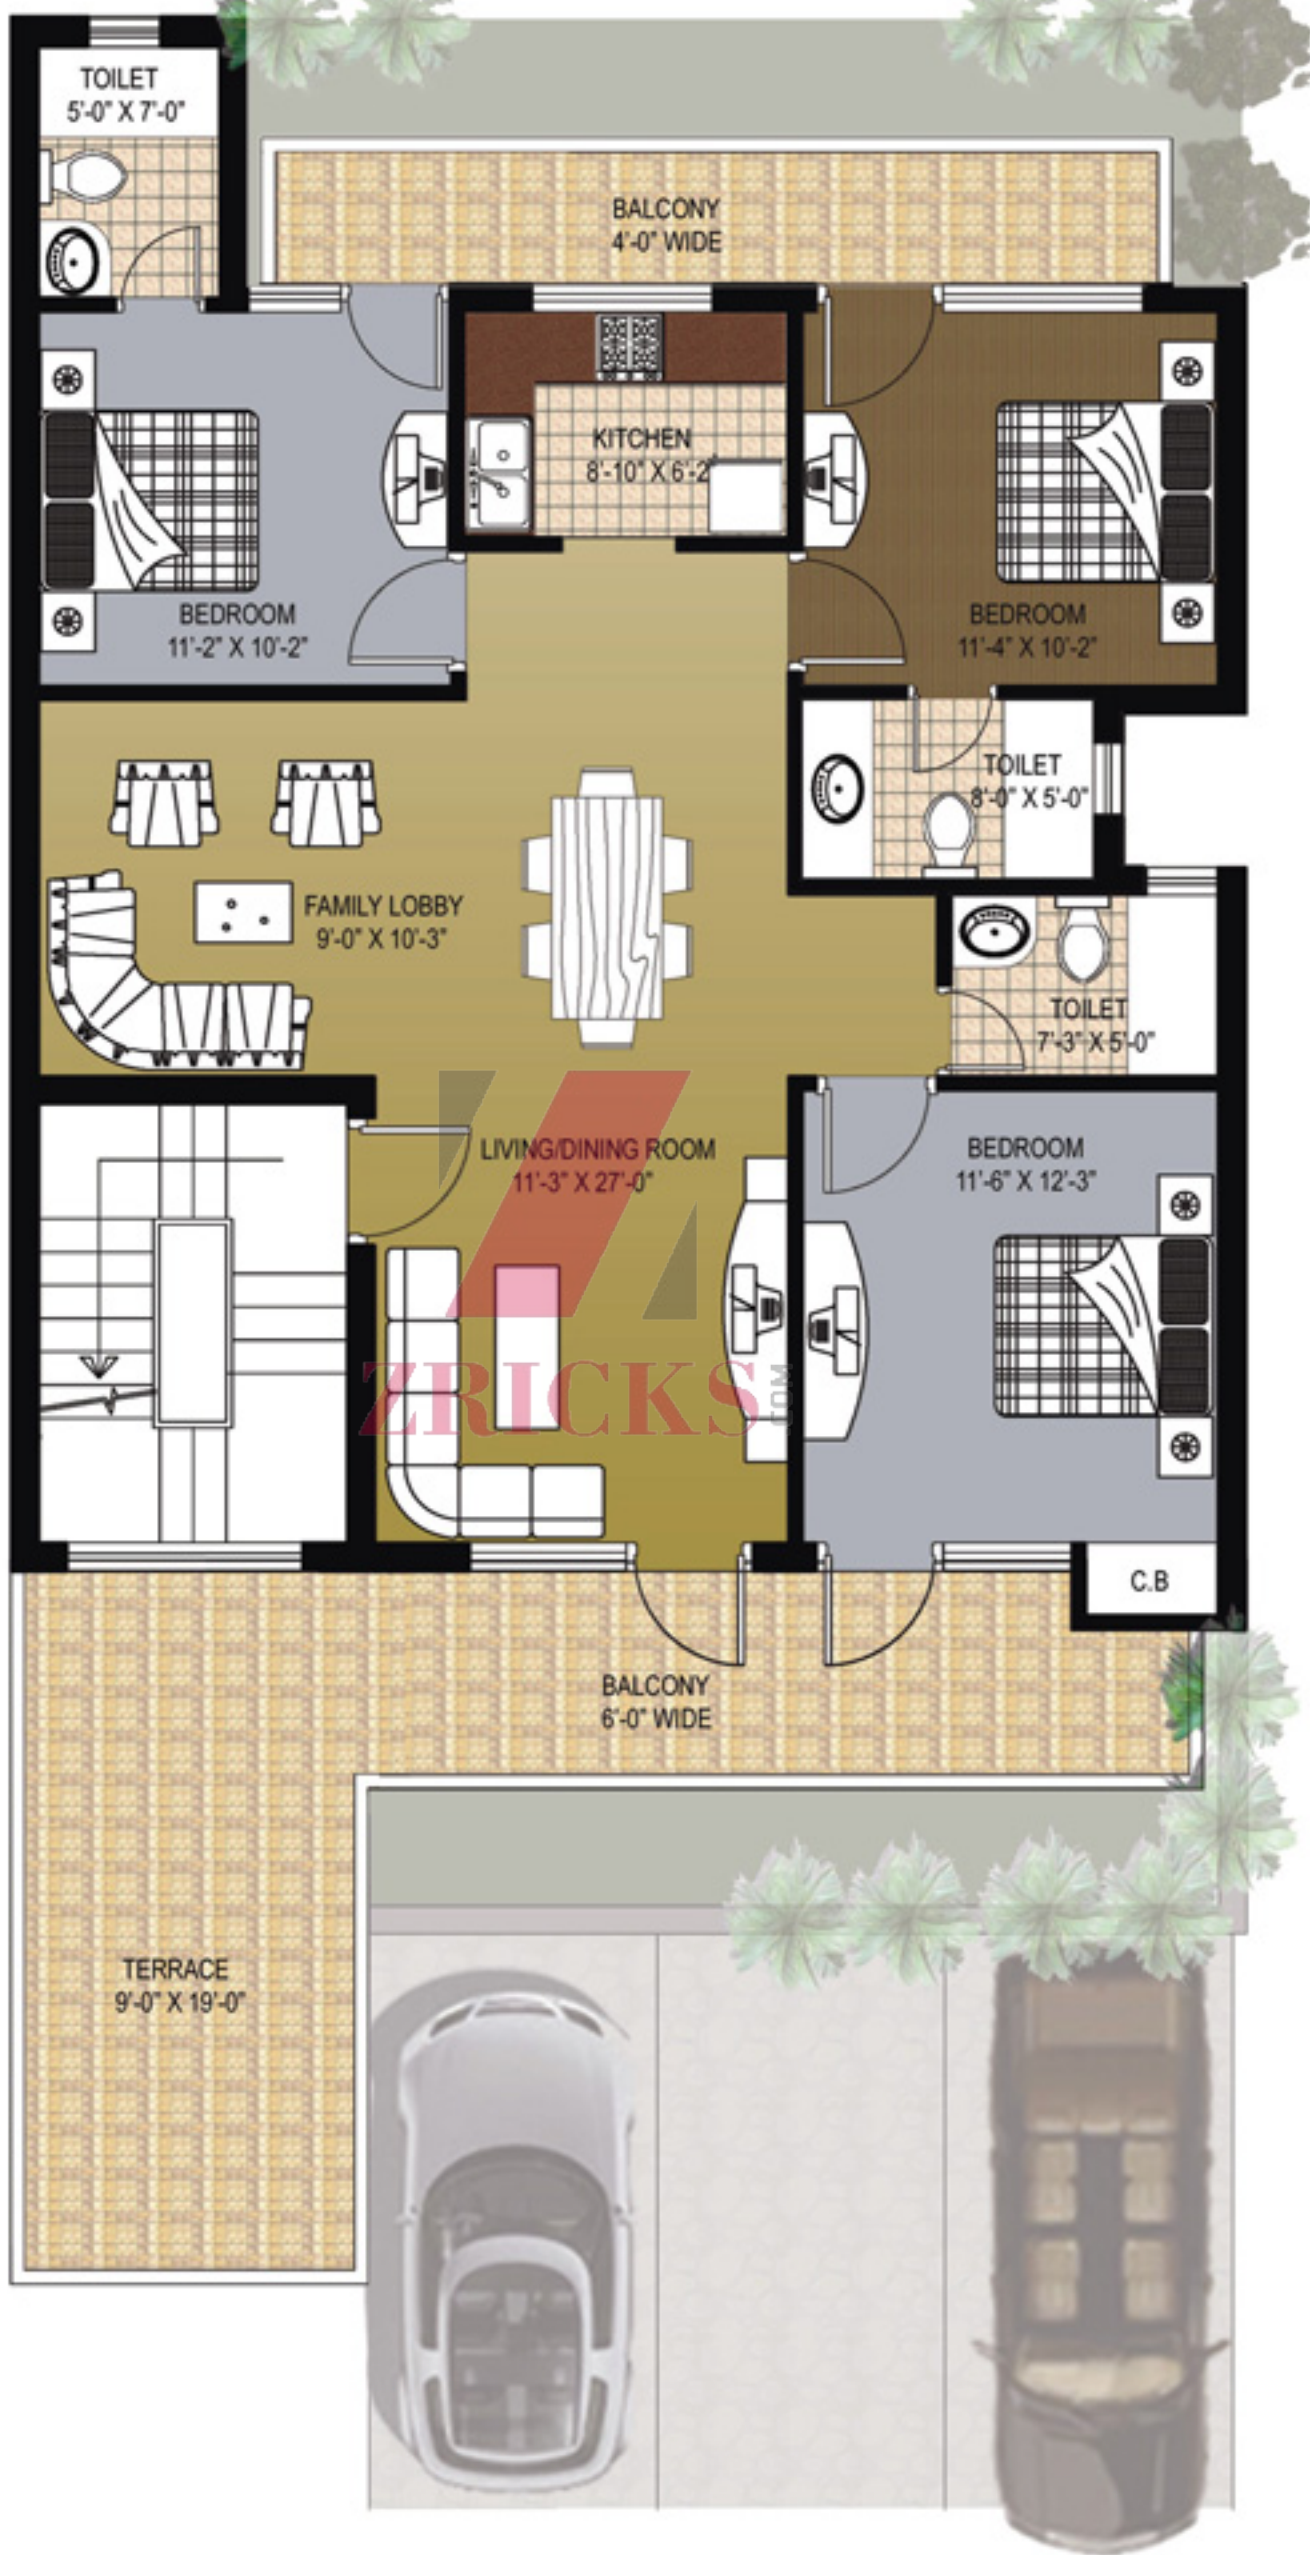 TOILET
5'-0" X 7'-0"
BALCONY
4'-0" WIDE
KITCHEN
8'-10" X 6'-2"
BEDROOM
11'-2" X 10'-2"
BEDROOM
11'-4" X 10'-2"
TOILET
8'-0" X 5'-0"
FAMILY LOBBY
9'-0" X 10'-3"
TOILET
7'-3" X 5'-0"
LIVING/DINING ROOM
11'-3" X 27'-0"
BEDROOM
11'-6" X 12'-3"
ZRICKS
.COM
C.B
BALCONY
6'-0" WIDE
TERRACE
9'-0" X 19'-0"